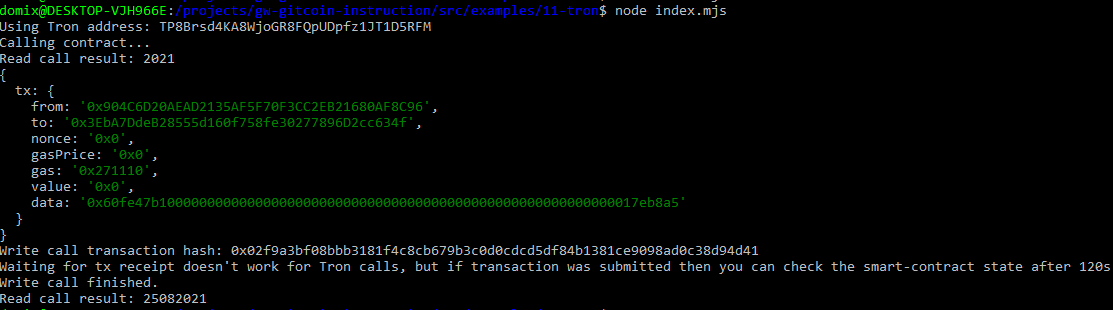 domix@DESKTOP-VJH966E:/projects/gw-gitcoin-instruction/src/examples/11-tron$ node index.mjs
Using Tron address: TP8Brsd4KA8WjoGR8FQpUDpfz1JT1D5RFM
Calling contract...
Read call result: 2021
{
  tx: {
    from: '0x904C6D20AEAD2135AF5F70F3CC2EB21680AF8C96',
    to: '0x3EbA7DdeB28555d160f758fe30277896D2cc634f',
    nonce: '0x0',
    gasPrice: '0x0',
    gas: '0x271110',
    value: '0x0',
    data: '0x60fe47b100000000000000000000000000000000000000000000000000000000017eb8a5'
  }
}
Write call transaction hash: 0x02f9a3bf08bbb3181f4c8cb679b3c0d0cdcd5df84b1381ce9098ad0c38d94d41
Waiting for tx receipt doesn't work for Tron calls, but if transaction was submitted then you can check the smart-contract state after 120s
Write call finished.
Read call result: 25082021